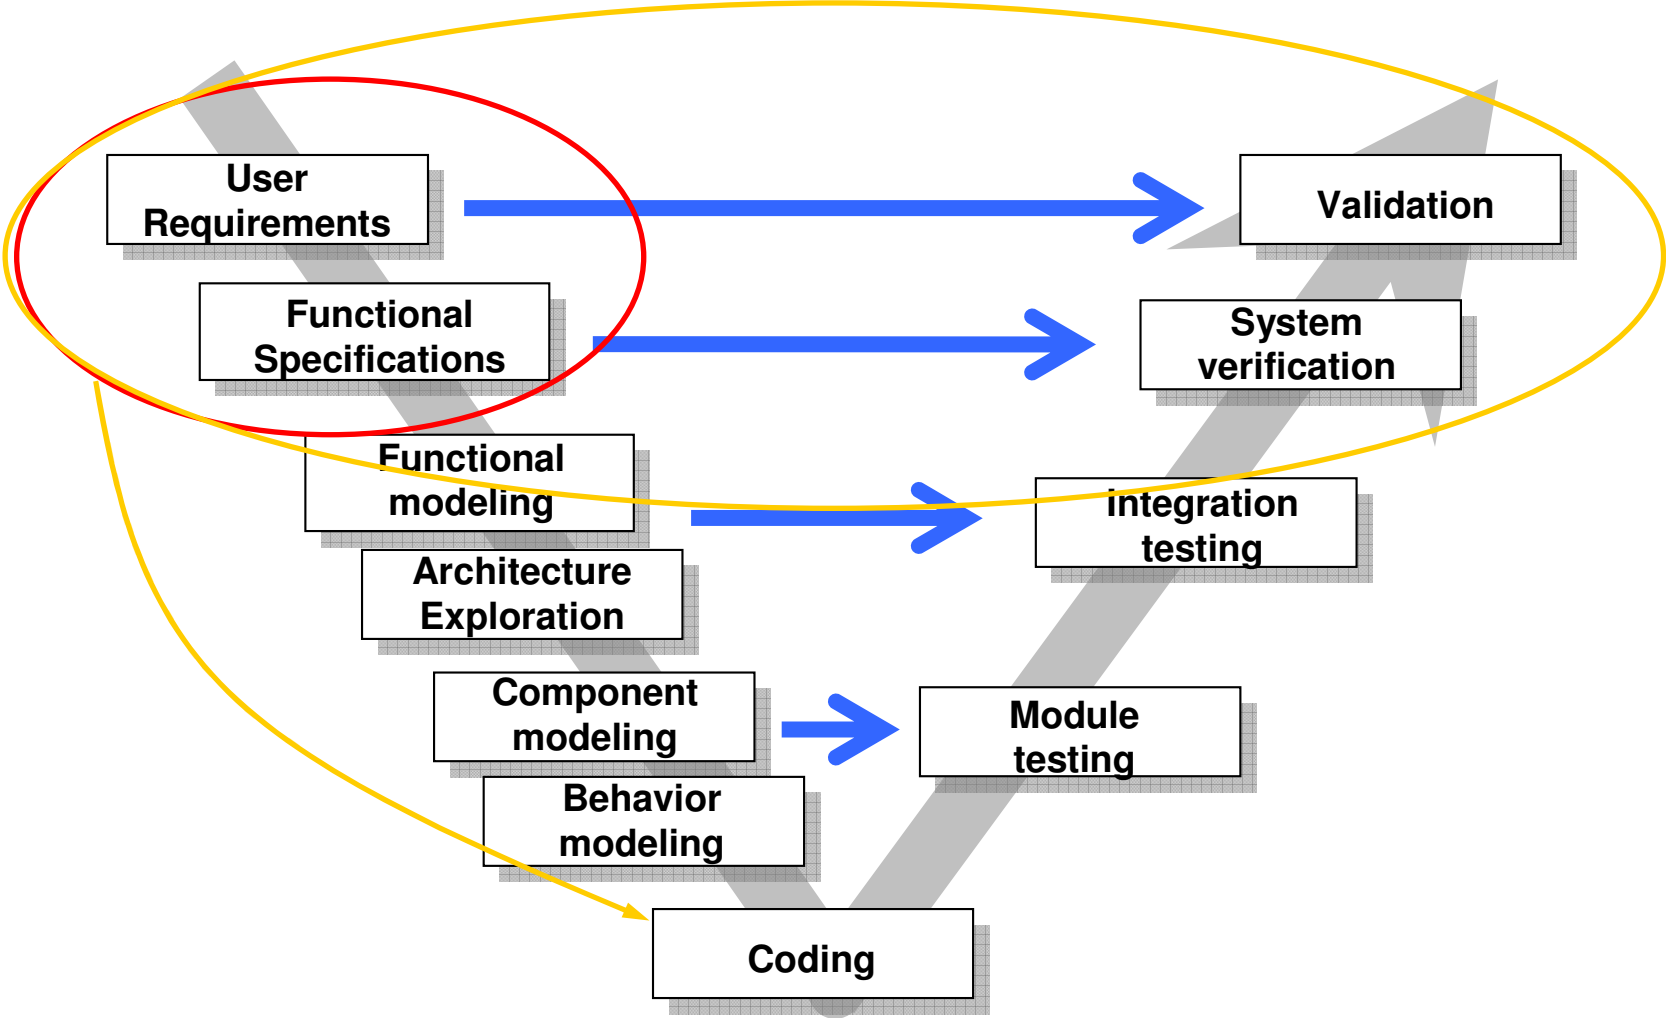 User
Requirements
Validation
Functional
Specifications
System
verification
Functional
modeling
Integration
testing
Architecture
Exploration
Component
modeling
Module
testing
Behavior
modeling
Coding